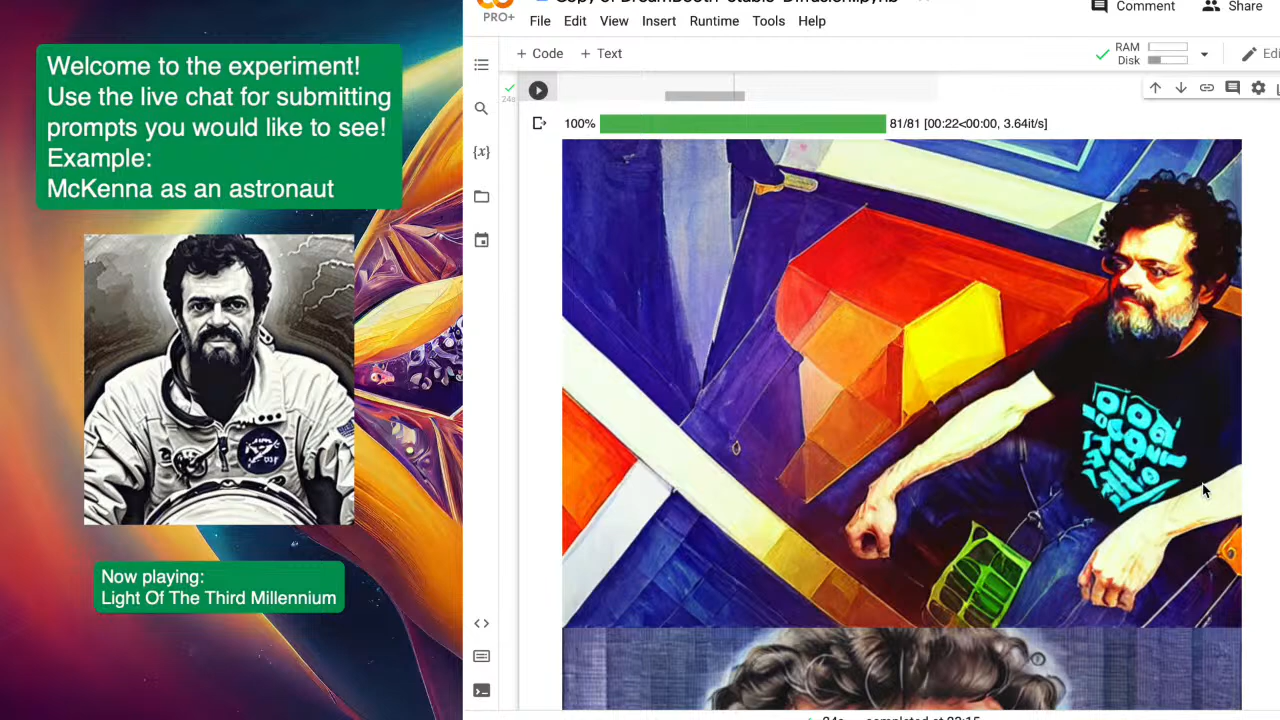 Welcome to the experiment!
Use the live chat for submitting
prompts you would like to see!
Example:
McKenna as an astronaut
Now playing:
Light Of The Third Millennium
PRO+
File Edit View Insert Runtime Tools Help
Comment Share
+ Code + Text
RAM
Disk
24s
{x}
100% 81/81 [00:22<00:00, 3.64it/s]